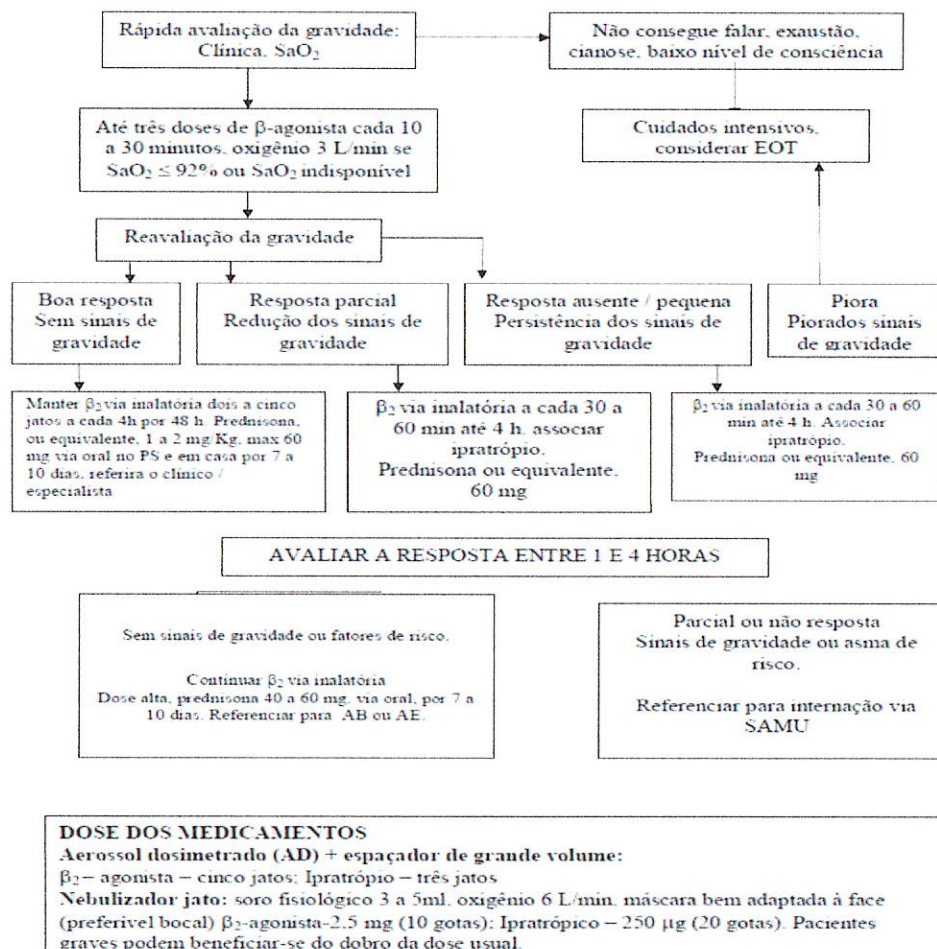 Rápida avaliação da gravidade:
Clínica, SaO₂
Não consegue falar, exaustão,
cianose, baixo nível de consciência
Até três doses de β-agonista cada 10
a 30 minutos, oxigênio 3 L/min se
SaO₂ ≤ 92% ou SaO₂ indisponível
Cuidados intensivos,
considerar EOT
Reavaliação da gravidade
Boa resposta
Sem sinais de
gravidade
Resposta parcial
Redução dos sinais de
gravidade
Resposta ausente / pequena
Persistência dos sinais de
gravidade
Piora
Piorados sinais
de gravidade
Manter β₂ via inalatória dois a cinco
jatos a cada 4h por 48 h. Prednisona,
ou equivalente, 1 a 2 mg/Kg, max 60
mg via oral no PS e em casa por 7 a
10 dias, referira o clínico /
especialista
β₂ via inalatória a cada 30 a
60 min até 4 h. associar
ipratrópio.
Prednisona ou equivalente,
60 mg
β₂ via inalatória a cada 30 a 60
min até 4 h. Associar
ipratrópio.
Prednisona ou equivalente, 60
mg
AVALIAR A RESPOSTA ENTRE 1 E 4 HORAS
Sem sinais de gravidade ou fatores de risco.
Continuar β₂ via inalatória
Dose alta, prednisona 40 a 60 mg, via oral, por 7 a
10 dias. Referenciar para AB ou AE.
Parcial ou não resposta
Sinais de gravidade ou asma de
risco.
Referenciar para internação via
SAMU
DOSE DOS MEDICAMENTOS
Aerossol dosimetrado (AD) + espaçador de grande volume:
β₂ – agonista – cinco jatos; Ipratrópio – três jatos
Nebulizador jato: soro fisiológico 3 a 5ml, oxigênio 6 L/min, máscara bem adaptada à face
(preferível bocal) β₂-agonista-2,5 mg (10 gotas); Ipratrópico – 250 µg (20 gotas). Pacientes
graves podem beneficiar-se do dobro da dose usual.